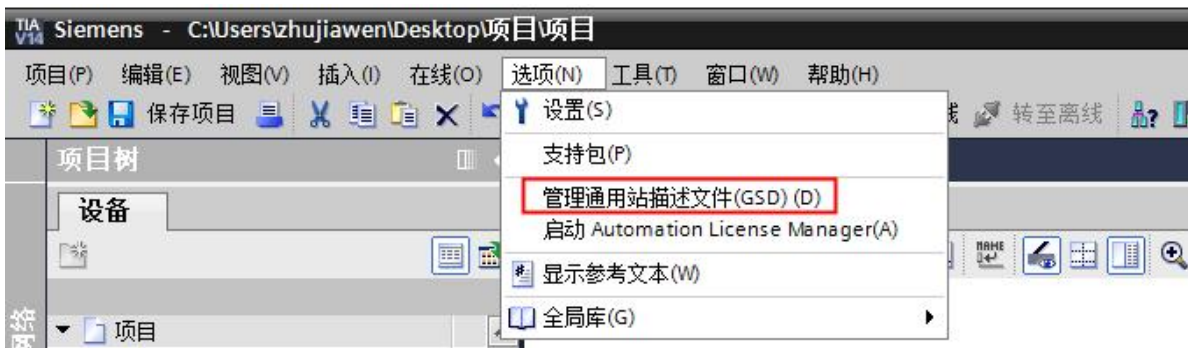 TIA V14 Siemens - C:\Users\zhujiawen\Desktop\项目\项目
项目(P) 编辑(E) 视图(V) 插入(I) 在线(O) 选项(N) 工具(T) 窗口(W) 帮助(H)
保存项目 转至离线
设置(S)
支持包(P)
管理通用站描述文件(GSD) (D)
启动 Automation License Manager(A)
显示参考文本(W)
全局库(G)
项目树
设备
NAME
项目